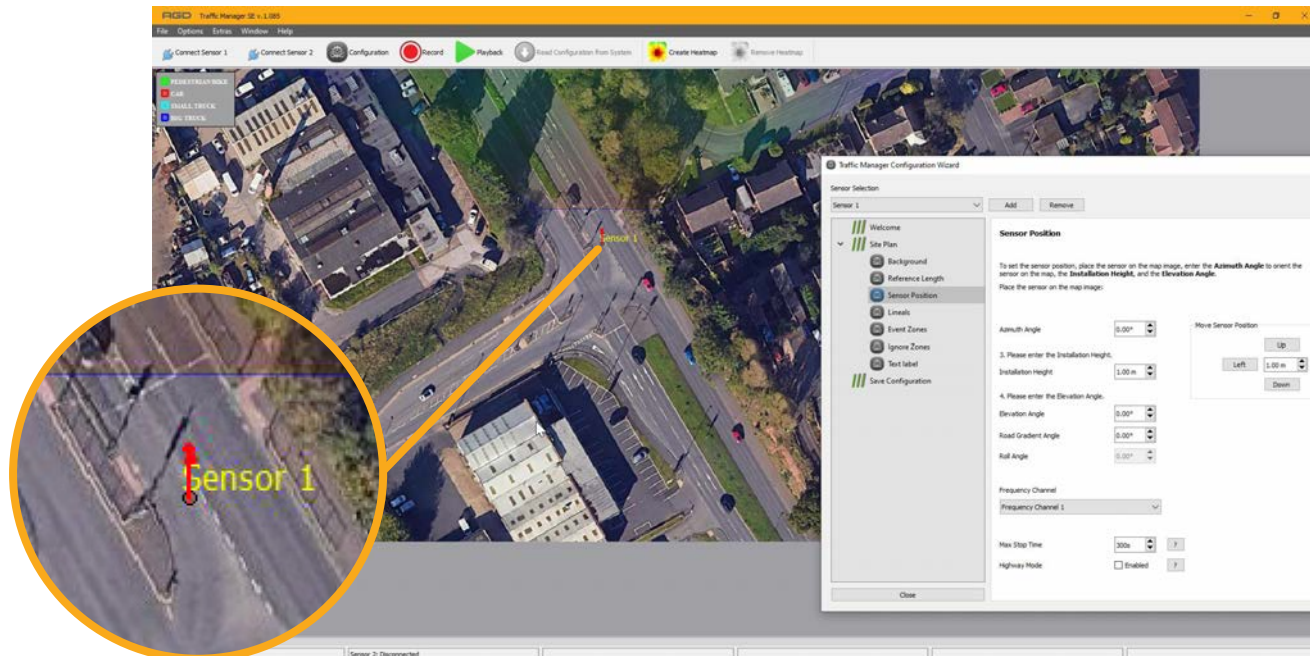 AGD Traffic Manager SE v.1.085
File Options Extras Window Help
Connect Sensor 1 Connect Sensor 2 Configuration Record Playback Read Configuration from System Create Heatmap Remove Heatmap
PEDESTRIAN/BIKE
CAR
SMALL TRUCK
BIG TRUCK
Sensor 1
Sensor 1
Traffic Manager Configuration Wizard
Sensor Selection
Sensor 1 Add Remove
Welcome
Site Plan
Background
Reference Length
Sensor Position
Lineals
Event Zones
Ignore Zones
Text label
Save Configuration
Close
Sensor Position
To set the sensor position, place the sensor on the map image, enter the Azimuth Angle to orient the
sensor on the map, the Installation Height, and the Elevation Angle.
Place the sensor on the map image:
Azimuth Angle 0.00°
3. Please enter the Installation Height.
Installation Height 1.00 m
4. Please enter the Elevation Angle.
Elevation Angle 0.00°
Road Gradient Angle 0.00°
Roll Angle 0.00°
Move Sensor Position
Up
Left 1.00 m
Down
Frequency Channel
Frequency Channel 1
Max Stop Time 300s ?
Highway Mode Enabled ?
Sensor 2: Disconnected